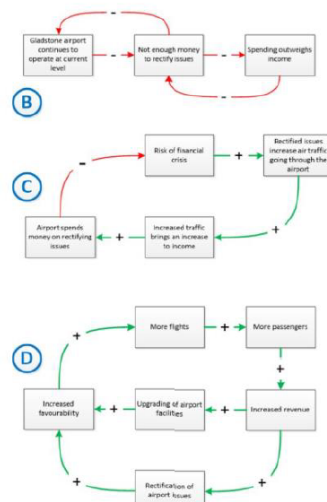 -
-
Gladstone airport
continues to
operate at current
level
-
Not enough money
to rectify issues
-
Spending outweighs
income
-
B
Risk of financial
crisis
+
Rectified issues
increase air traffic
going through the
airport
-
C
Airport spends
money on rectifying
issues
+
Increased traffic
brings an increase
to income
+
More flights
+
More passengers
+
D
+
Increased
favourability
+
Upgrading of airport
facilities
+
Increased revenue
+
+
Rectification of
airport issues